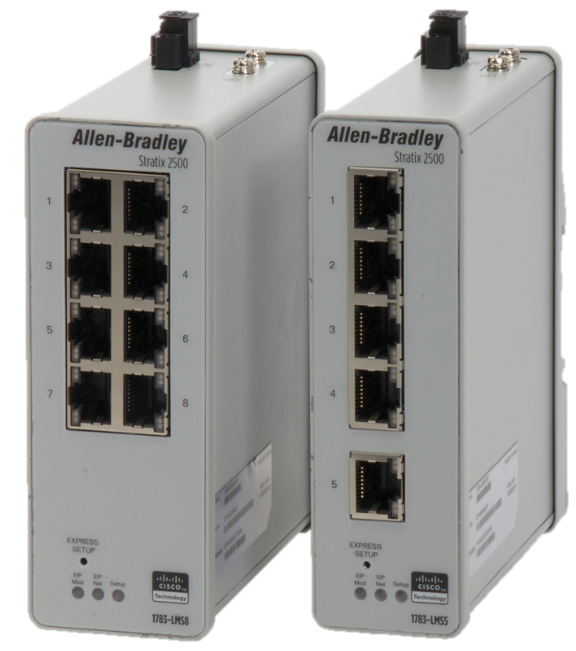 Allen-Bradley
Stratix 2500
1
2
3
4
5
6
7
8
EXPRESS
SETUP
EIP
Mod
EIP
Net
Setup
CISCO
Technology
1783-LMS8
Allen-Bradley
Stratix 2500
1
2
3
4
5
EXPRESS
SETUP
EIP
Mod
EIP
Net
Setup
CISCO
Technology
1783-LMS5